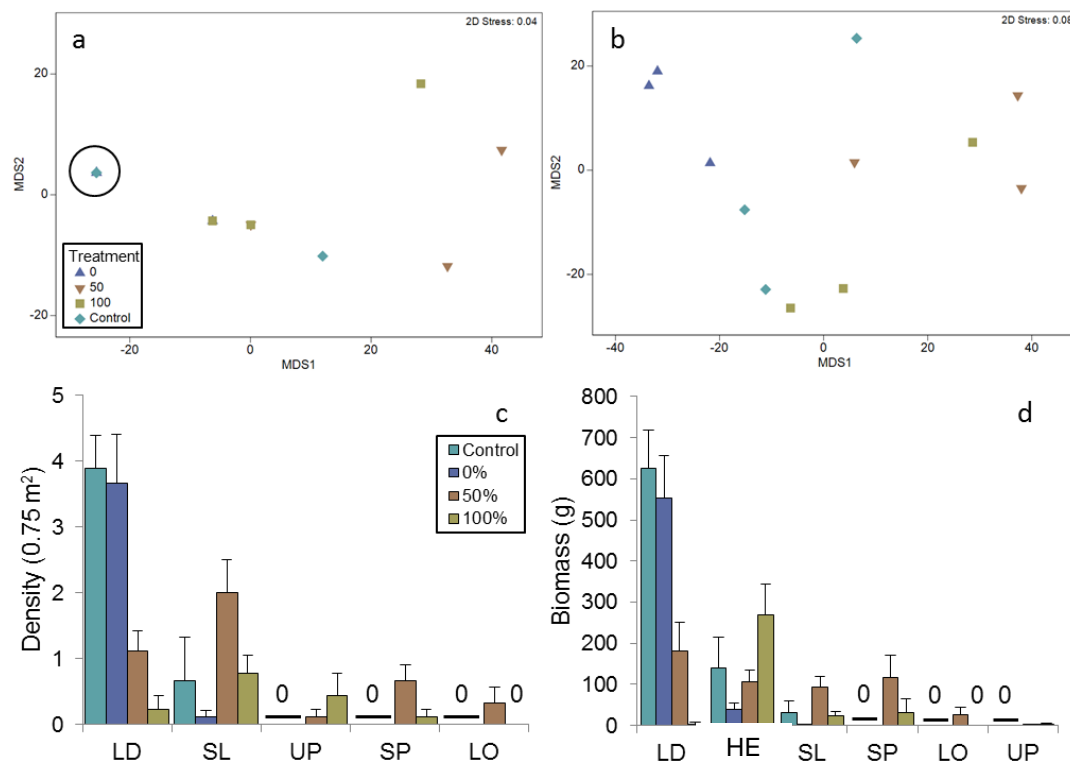 2D Stress: 0.04
a
20
0
-20
MDS2
-20
0
20
40
MDS1
Treatment
0
50
100
Control
2D Stress: 0.08
b
20
0
-20
MDS2
-40
-20
0
20
40
MDS1
c
5
4
3
2
1
0
Density (0.75 m²)
Control
0%
50%
100%
0 0 0 0
LD SL UP SP LO
d
800
700
600
500
400
300
200
100
0
Biomass (g)
0 0 0 0
LD HE SL SP LO UP